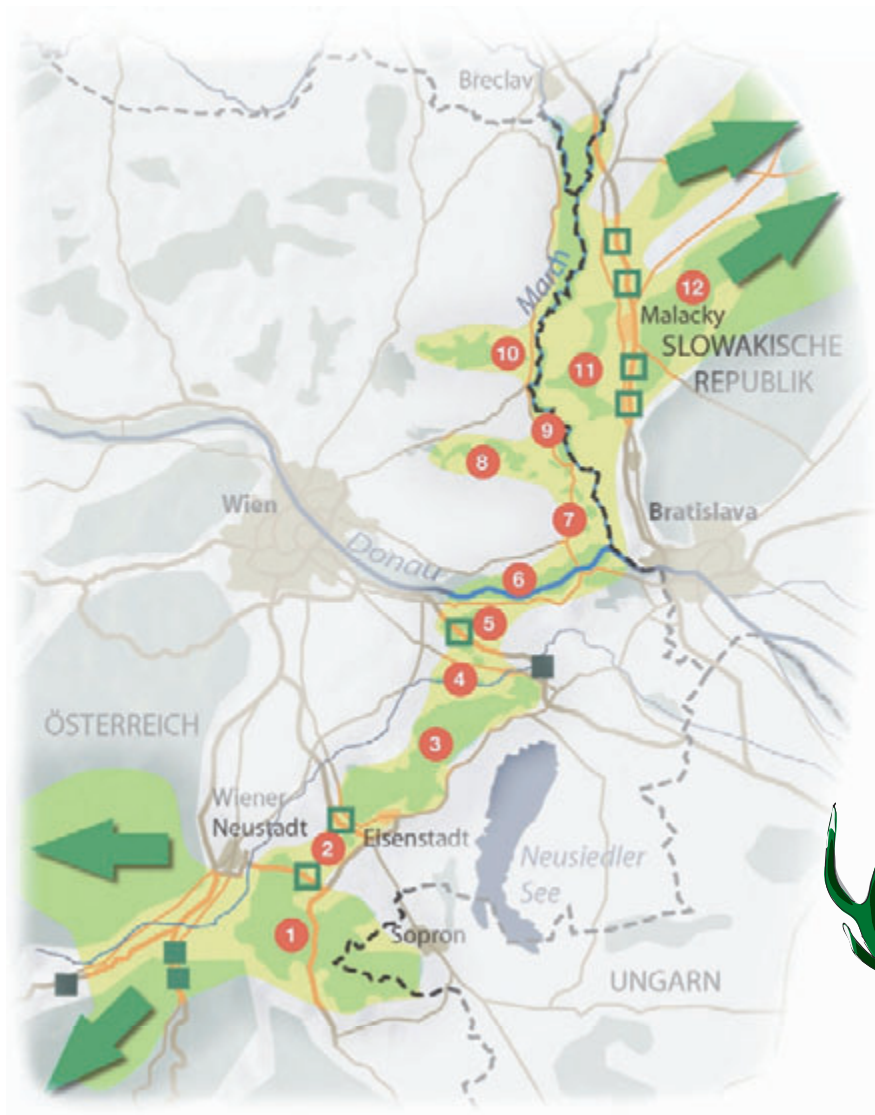 Breclav
March
12
Malacky
10
SLOWAKISCHE
REPUBLIK
11
9
8
Wien
7
Bratislava
Donau
6
5
4
ÖSTERREICH
3
Wiener
Neustadt
Eisenstadt
2
Neusiedler
See
1
Sopron
UNGARN